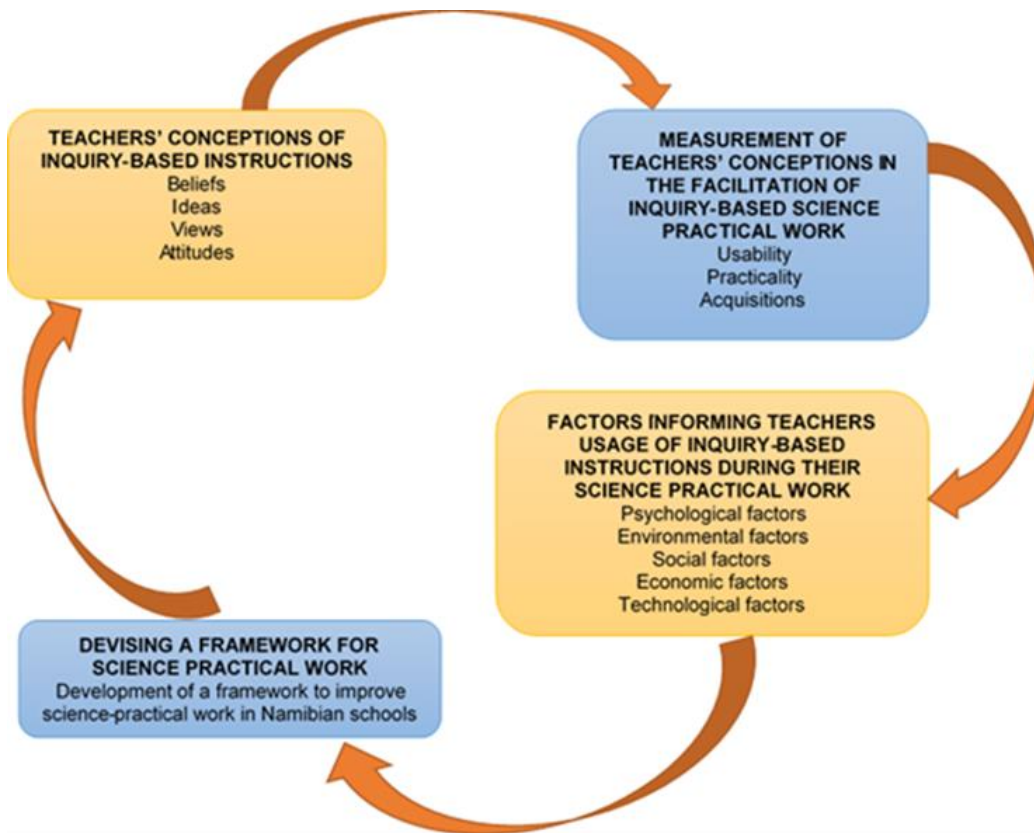 TEACHERS' CONCEPTIONS OF
INQUIRY-BASED INSTRUCTIONS
Beliefs
Ideas
Views
Attitudes
MEASUREMENT OF
TEACHERS' CONCEPTIONS IN
THE FACILITATION OF
INQUIRY-BASED SCIENCE
PRACTICAL WORK
Usability
Practicality
Acquisitions
FACTORS INFORMING TEACHERS
USAGE OF INQUIRY-BASED
INSTRUCTIONS DURING THEIR
SCIENCE PRACTICAL WORK
Psychological factors
Environmental factors
Social factors
Economic factors
Technological factors
DEVISING A FRAMEWORK FOR
SCIENCE PRACTICAL WORK
Development of a framework to improve
science-practical work in Namibian schools